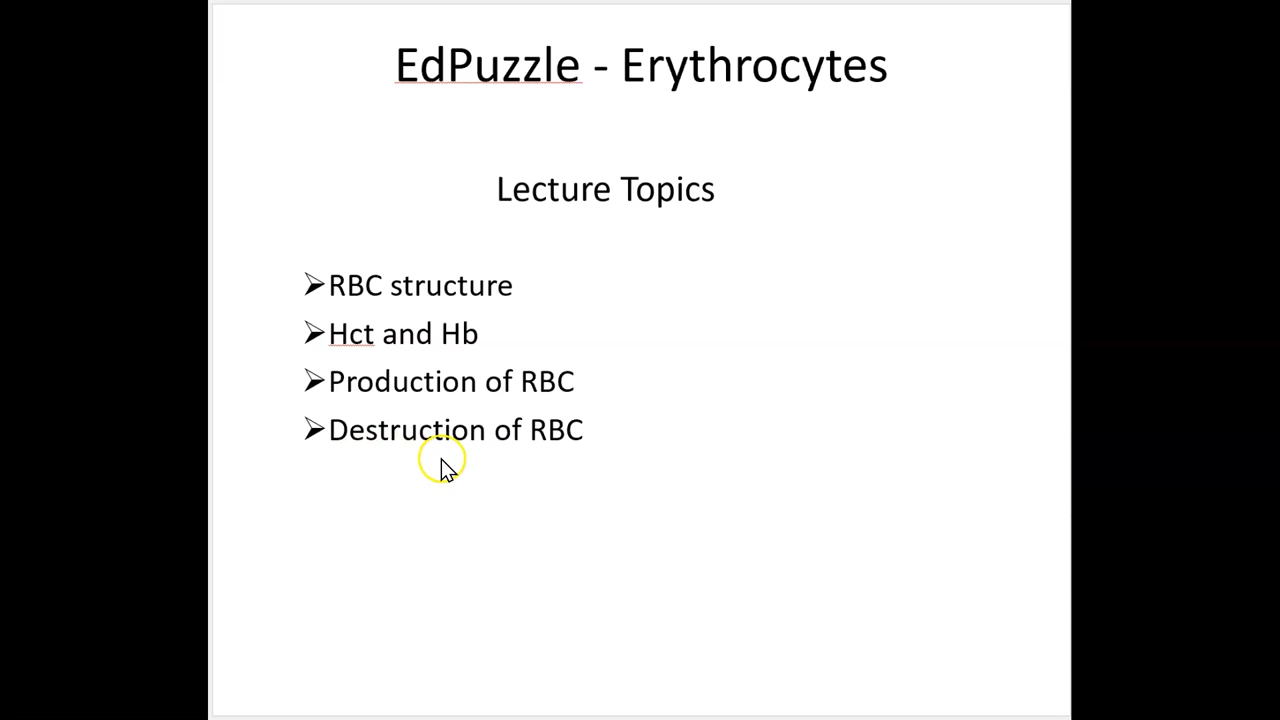 EdPuzzle - Erythrocytes
Lecture Topics
➢RBC structure
➢Hct and Hb
➢Production of RBC
➢Destruction of RBC